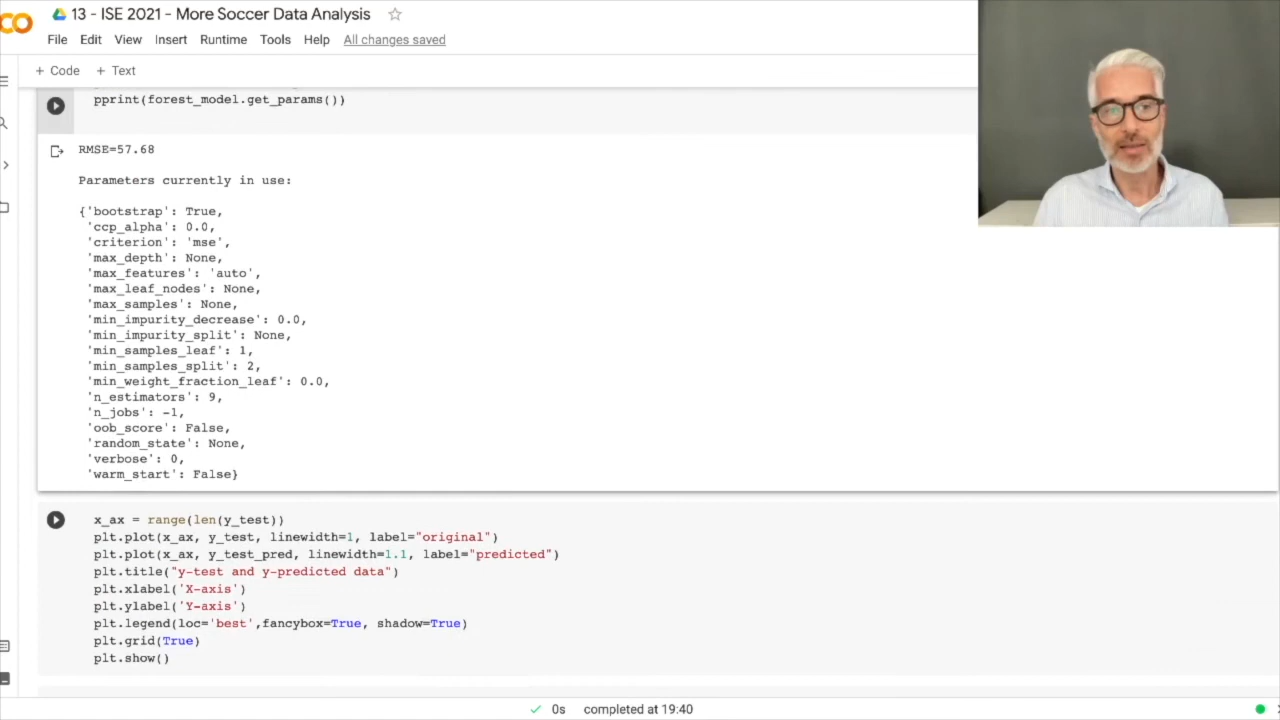 13 - ISE 2021 - More Soccer Data Analysis
File Edit View Insert Runtime Tools Help All changes saved
+ Code + Text
pprint(forest_model.get_params())
RMSE=57.68
Parameters currently in use:
{'bootstrap': True,
'ccp_alpha': 0.0,
'criterion': 'mse',
'max_depth': None,
'max_features': 'auto',
'max_leaf_nodes': None,
'max_samples': None,
'min_impurity_decrease': 0.0,
'min_impurity_split': None,
'min_samples_leaf': 1,
'min_samples_split': 2,
'min_weight_fraction_leaf': 0.0,
'n_estimators': 9,
'n_jobs': -1,
'oob_score': False,
'random_state': None,
'verbose': 0,
'warm_start': False}
x_ax = range(len(y_test))
plt.plot(x_ax, y_test, linewidth=1, label="original")
plt.plot(x_ax, y_test_pred, linewidth=1.1, label="predicted")
plt.title("y-test and y-predicted data")
plt.xlabel('X-axis')
plt.ylabel('Y-axis')
plt.legend(loc='best',fancybox=True, shadow=True)
plt.grid(True)
plt.show()
0s completed at 19:40